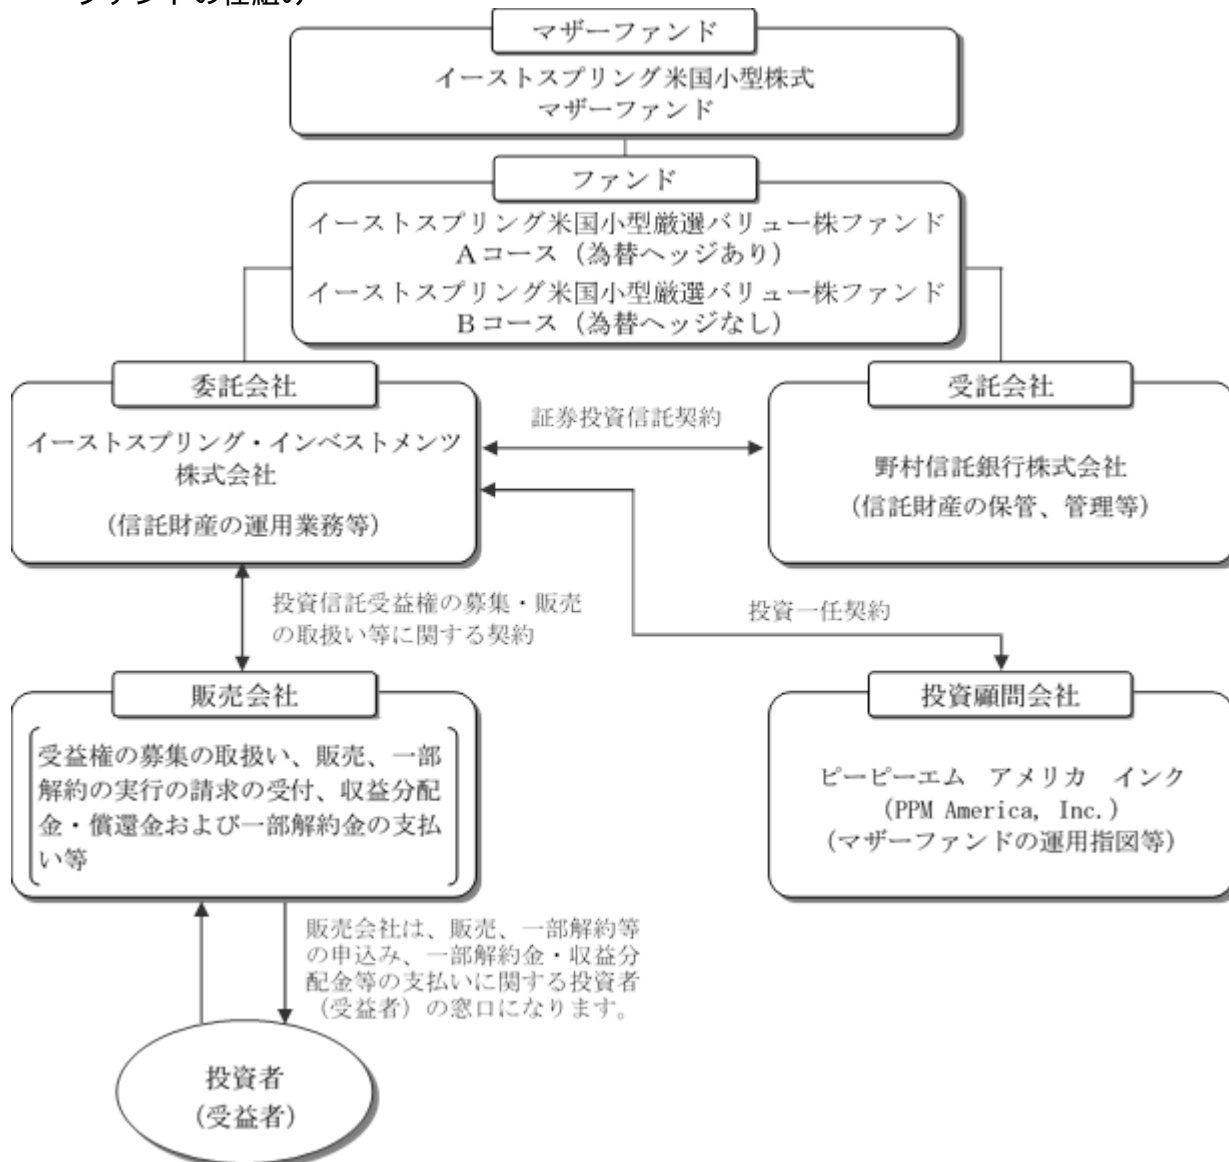 ファンドの仕組み
マザーファンド
イーストスプリング米国小型株式
マザーファンド
ファンド
イーストスプリング米国小型厳選バリュー株ファンド
Aコース（為替ヘッジあり）
イーストスプリング米国小型厳選バリュー株ファンド
Bコース（為替ヘッジなし）
委託会社
イーストスプリング・インベストメンツ
株式会社
（信託財産の運用業務等）
証券投資信託契約
受託会社
野村信託銀行株式会社
（信託財産の保管、管理等）
投資信託受益権の募集・販売
の取扱い等に関する契約
投資一任契約
販売会社
受益権の募集の取扱い、販売、一部
解約の実行の請求の受付、収益分配
金・償還金および一部解約金の支払
い等
投資顧問会社
ピーピーエム　アメリカ　インク
(PPM America, Inc.)
（マザーファンドの運用指図等）
販売会社は、販売、一部解約等
の申込み、一部解約金・収益分
配金等の支払いに関する投資者
（受益者）の窓口になります。
投資者
（受益者）